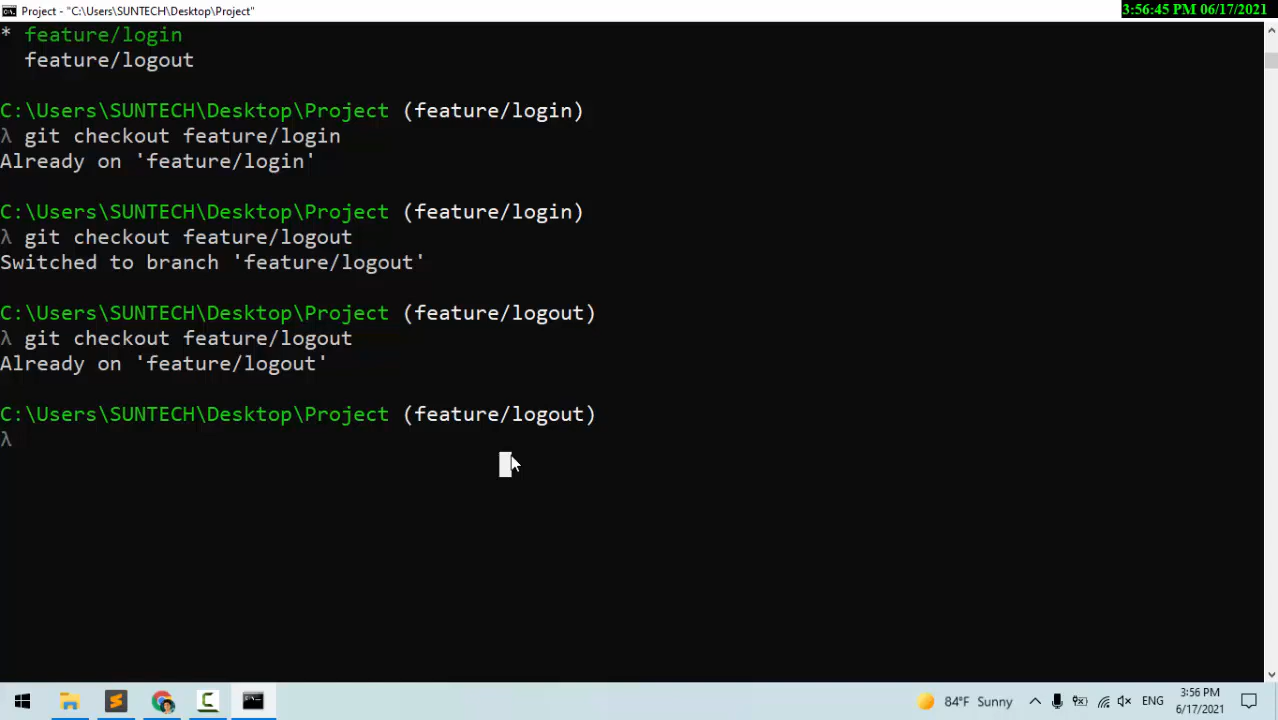 Project - "C:\Users\SUNTECH\Desktop\Project"
3:56:45 PM 06/17/2021
* feature/login
feature/logout
C:\Users\SUNTECH\Desktop\Project (feature/login)
λ git checkout feature/login
Already on 'feature/login'
C:\Users\SUNTECH\Desktop\Project (feature/login)
λ git checkout feature/logout
Switched to branch 'feature/logout'
C:\Users\SUNTECH\Desktop\Project (feature/logout)
λ git checkout feature/logout
Already on 'feature/logout'
C:\Users\SUNTECH\Desktop\Project (feature/logout)
λ
84°F Sunny
ENG
3:56 PM
6/17/2021